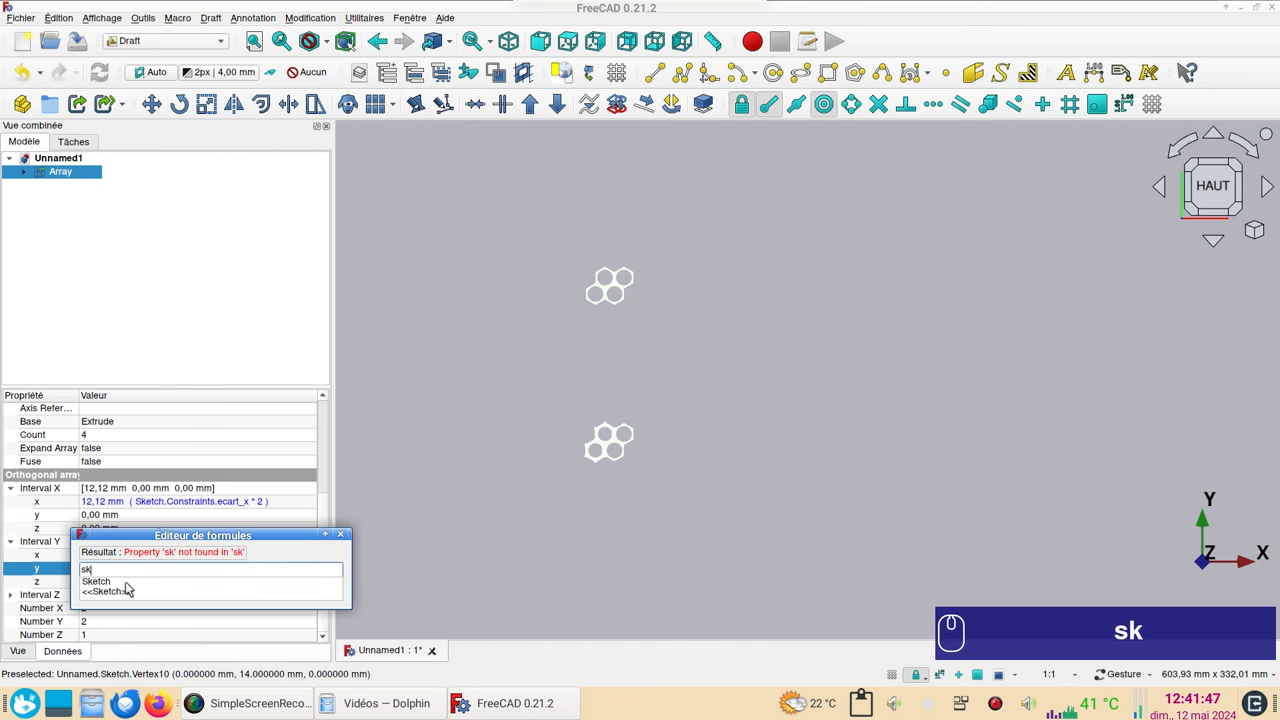 FreeCAD 0.21.2
Fichier Édition Affichage Outils Macro Draft Annotation Modification Utilitaires Fenêtre Aide
Draft
Auto 2px | 4,00 mm Aucun
Vue combinée
Modèle Tâches
Unnamed1
Array
HAUT
Propriété Valeur
Axis Refer…
Base Extrude
Count 4
Expand Array false
Fuse false
Orthogonal array
Interval X [12,12 mm 0,00 mm 0,00 mm]
x 12,12 mm ( Sketch.Constraints.ecart_x * 2 )
y 0,00 mm
z
Éditeur de formules
Interval Y
Résultat : Property 'sk' not found in 'sk'
x
y sk
z Sketch
<<Sketch>
Interval Z
Number X
Number Y 2
Number Z 1
Vue Données
Unnamed1 : 1*
Y
Z X
sk
Preselected: Unnamed.Sketch.Vertex10 (0.000000 mm, 14.000000 mm, 0.000000 mm)
1:1 Gesture 603,93 mm x 332,01 mm
SimpleScreenReco... Vidéos — Dolphin FreeCAD 0.21.2
22 °C 41 °C
12:41:47
dim., 12 mai 2024